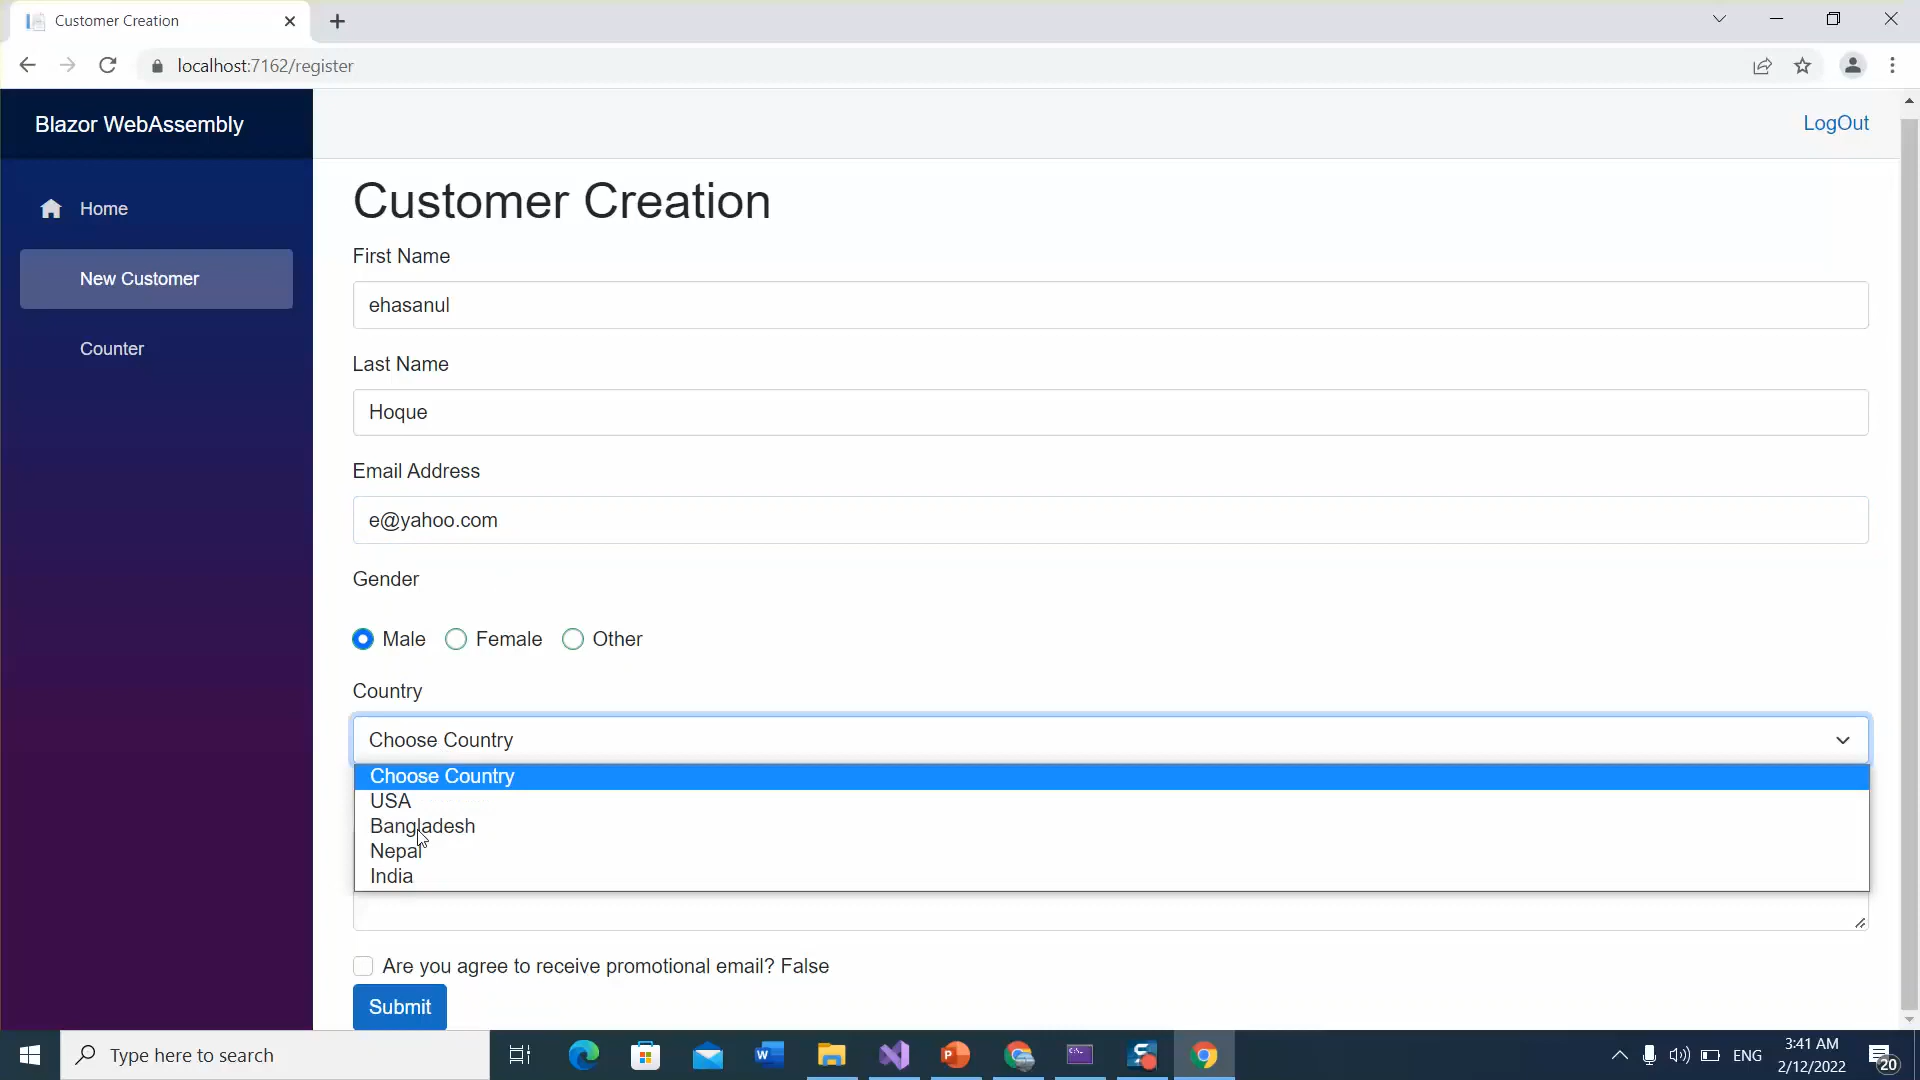 Customer Creation
localhost:7162/register
Blazor WebAssembly
LogOut
Home
New Customer
Counter
Customer Creation
First Name
ehasanul
Last Name
Hoque
Email Address
e@yahoo.com
Gender
Male Female Other
Country
Choose Country
Choose Country
USA
Bangladesh
Nepal
India
Are you agree to receive promotional email? False
Submit
Type here to search
ENG
3:41 AM
2/12/2022
20